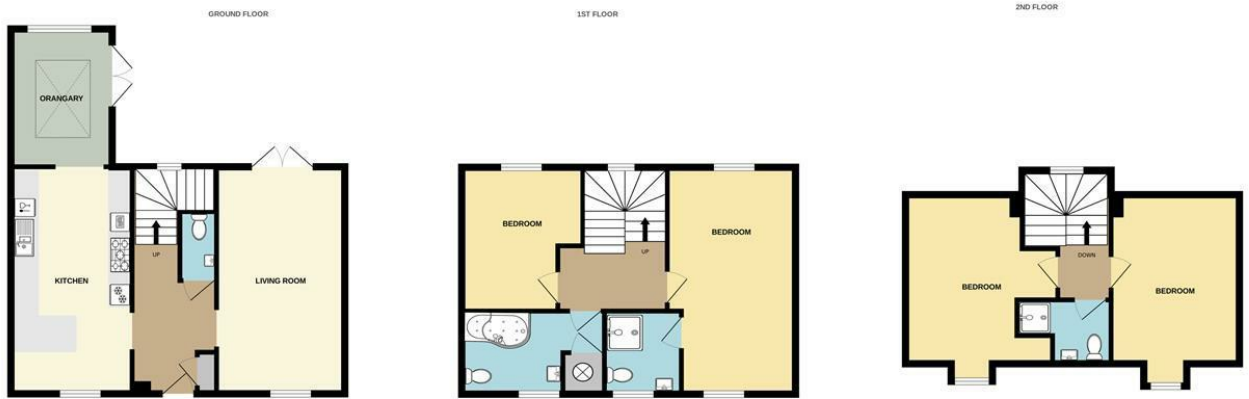 GROUND FLOOR
ORANGARY
KITCHEN
UP
LIVING ROOM
1ST FLOOR
BEDROOM
BEDROOM
UP
2ND FLOOR
DOWN
BEDROOM
BEDROOM